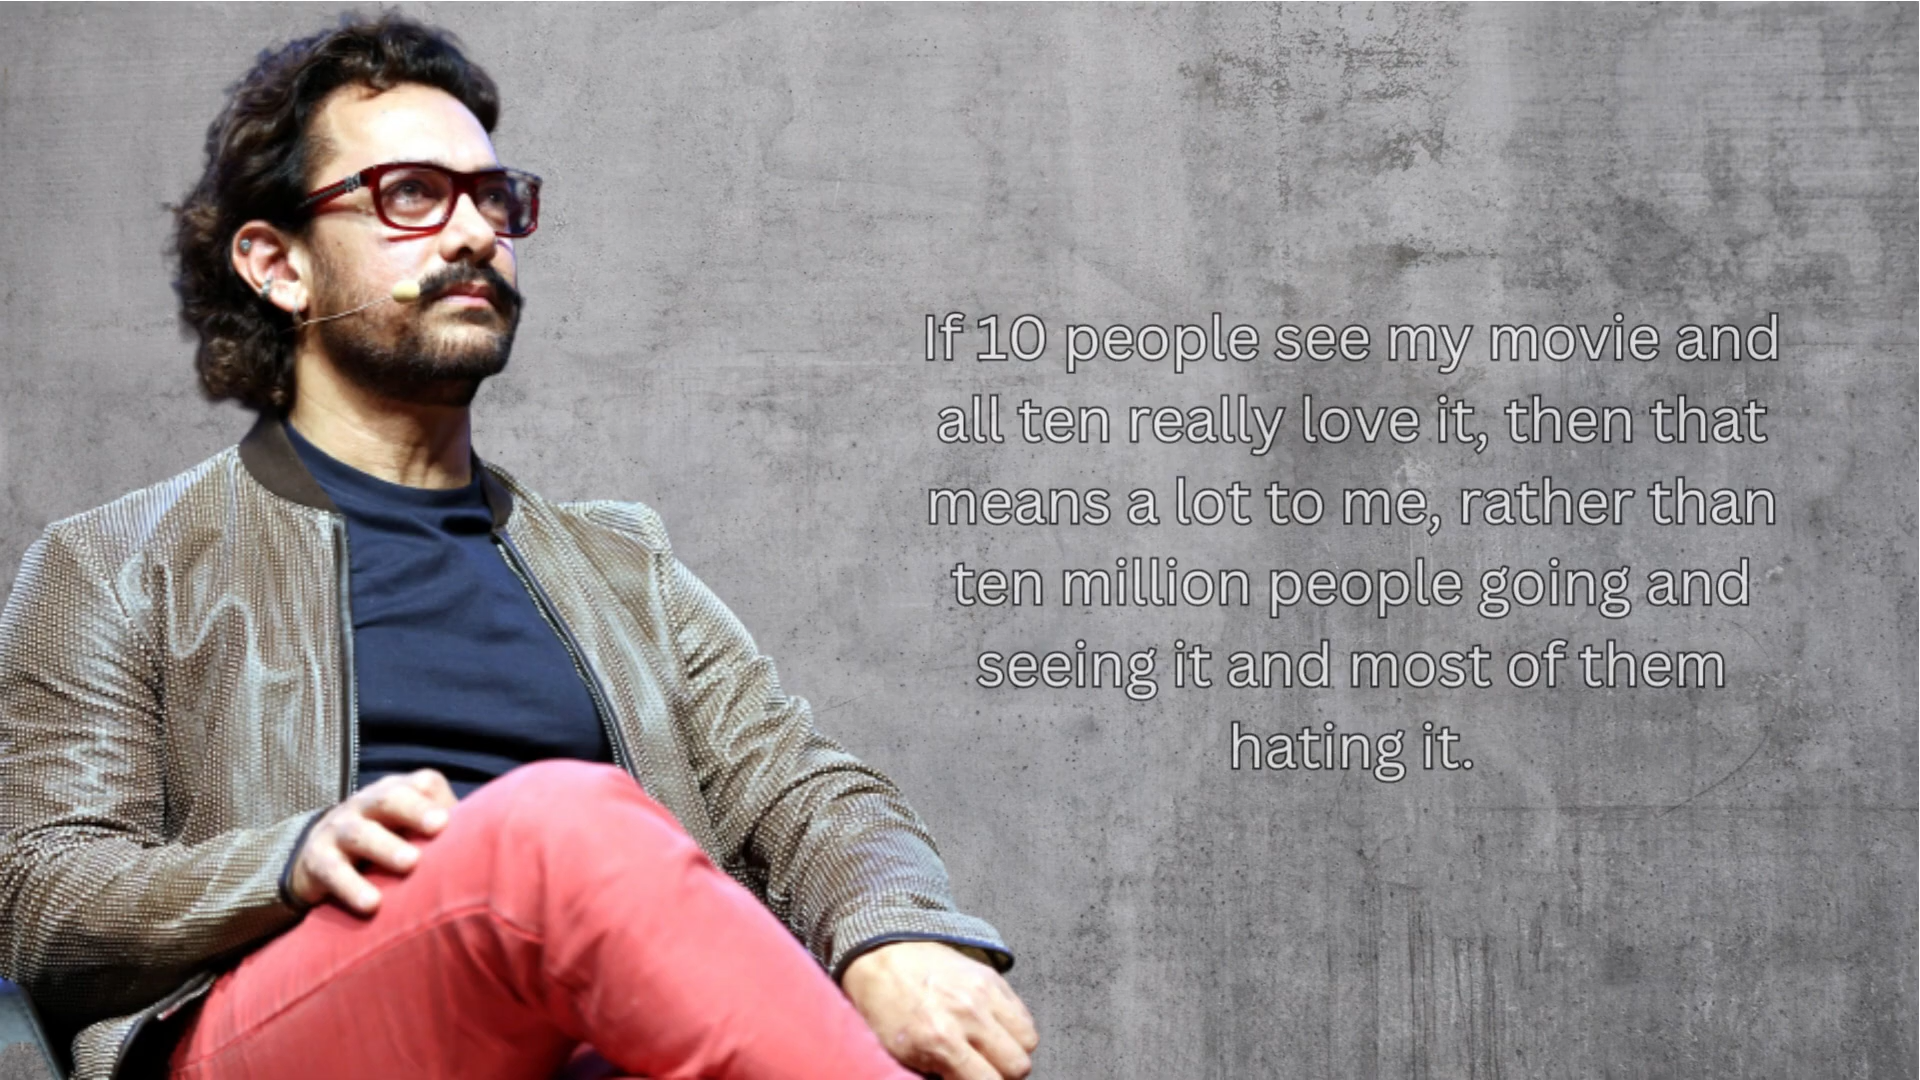 If 10 people see my movie and
all ten really love it, then that
means a lot to me, rather than
ten million people going and
seeing it and most of them
hating it.